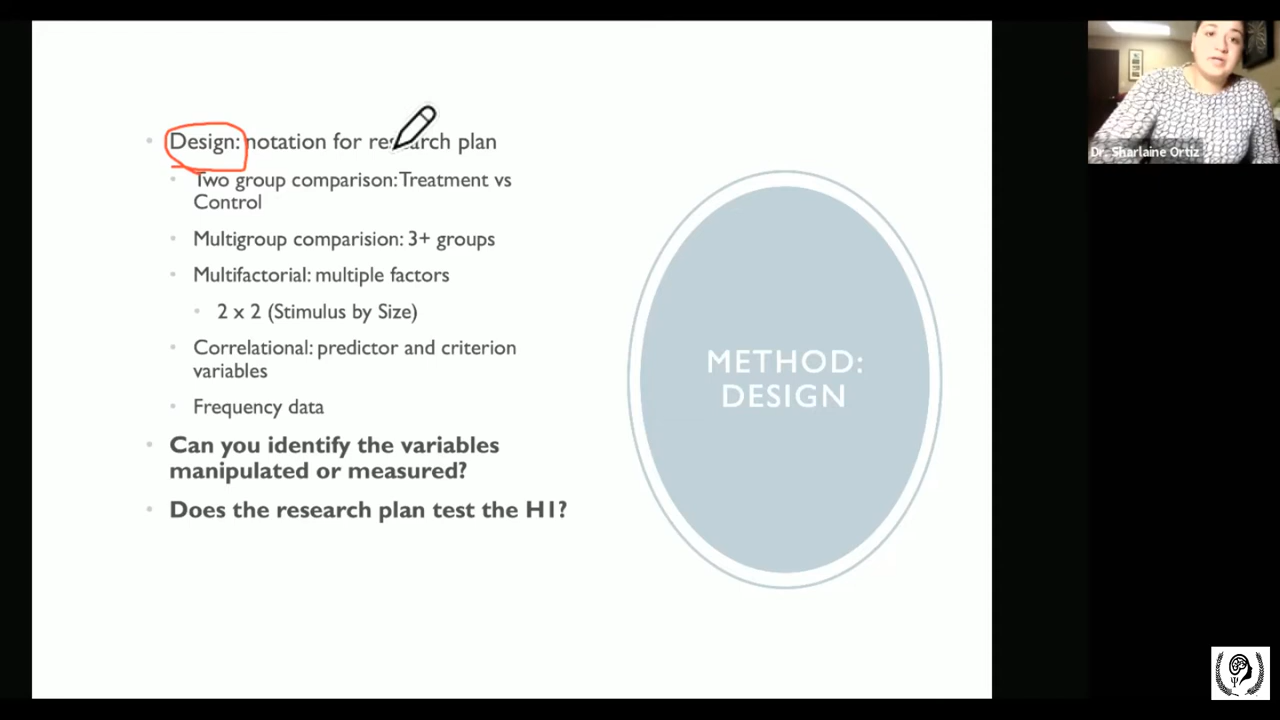 Design: notation for research plan
Two group comparison: Treatment vs
Control
Multigroup comparision: 3+ groups
Multifactorial: multiple factors
2 x 2 (Stimulus by Size)
Correlational: predictor and criterion
variables
Frequency data
Can you identify the variables
manipulated or measured?
Does the research plan test the H1?
METHOD:
DESIGN
Dr. Sharlaine Ortiz
Ψ